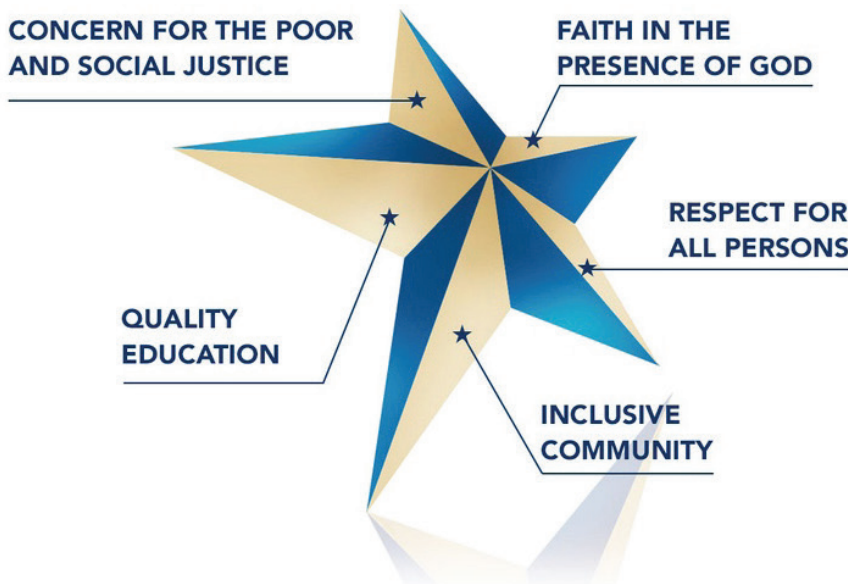 CONCERN FOR THE POOR
AND SOCIAL JUSTICE
FAITH IN THE
PRESENCE OF GOD
RESPECT FOR
ALL PERSONS
QUALITY
EDUCATION
INCLUSIVE
COMMUNITY